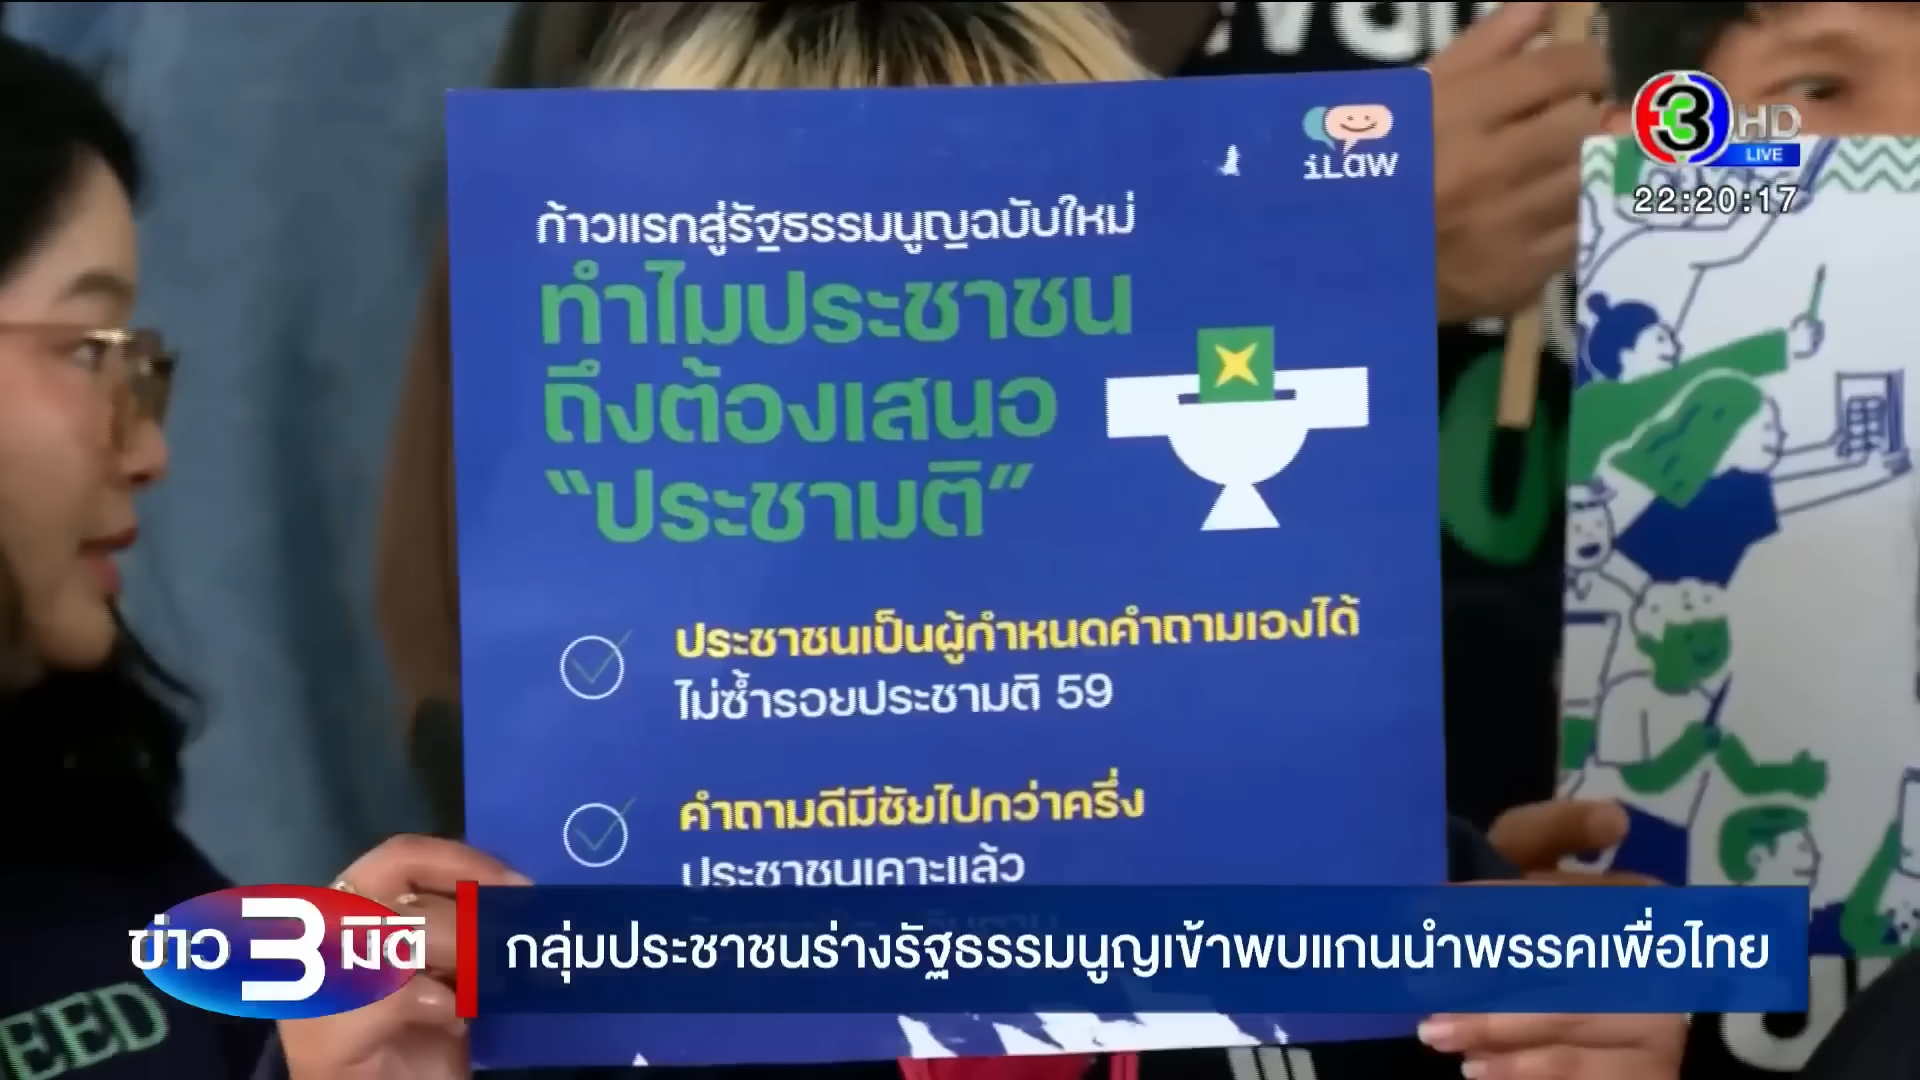 iLaw
ก้าวแรกสู่รัฐธรรมนูญฉบับใหม่
ทำไมประชาชน
ถึงต้องเสนอ
“ประชามติ”
ประชาชนเป็นผู้กำหนดคำถามเองได้
ไม่ซ้ำรอยประชามติ 59
คำถามดีมีชัยไปกว่าครึ่ง
ประชาชนเคาะแล้ว
3 HD
LIVE
22:20:17
ข่าว 3 มิติ
กลุ่มประชาชนร่างรัฐธรรมนูญเข้าพบแกนนำพรรคเพื่อไทย
EED